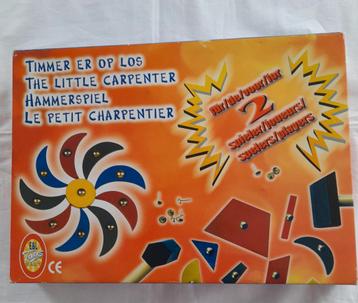 TIMMER ER OP LOS
THE LITTLE CARPENTER
HAMMERSPIEL
LE PETIT CHARPENTIER
für/de/voor/for
2
spieler/joueurs/
spelers/players
E&L
CE